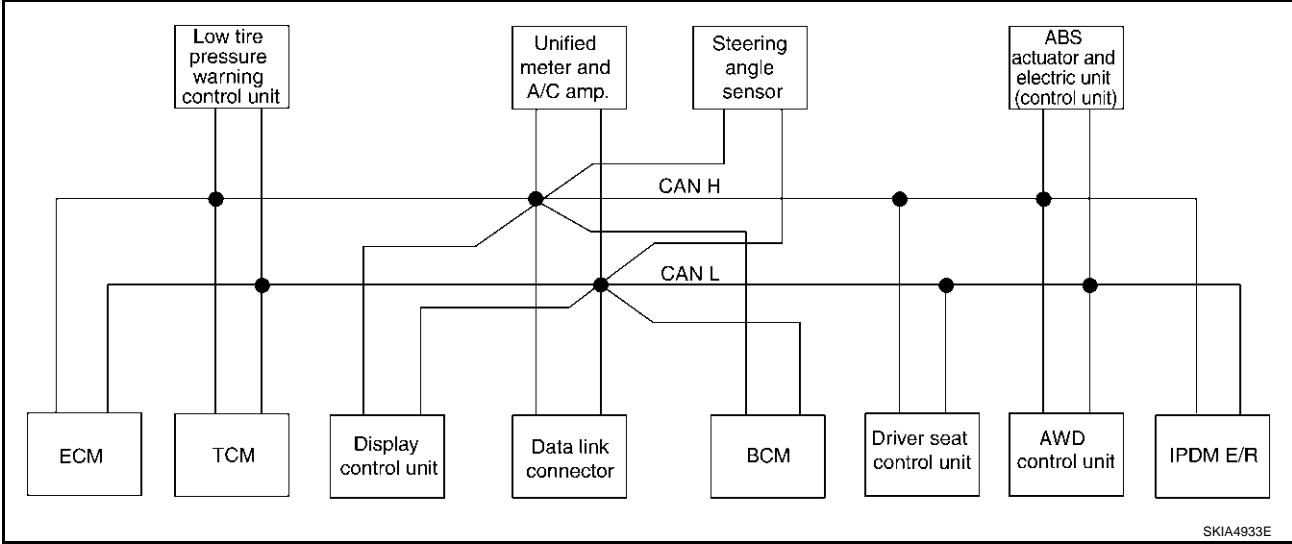 Low tire
pressure
warning
control unit
Unified
meter and
A/C amp.
Steering
angle
sensor
ABS
actuator and
electric unit
(control unit)
CAN H
CAN L
ECM
TCM
Display
control unit
Data link
connector
BCM
Driver seat
control unit
AWD
control unit
IPDM E/R
SKIA4933E